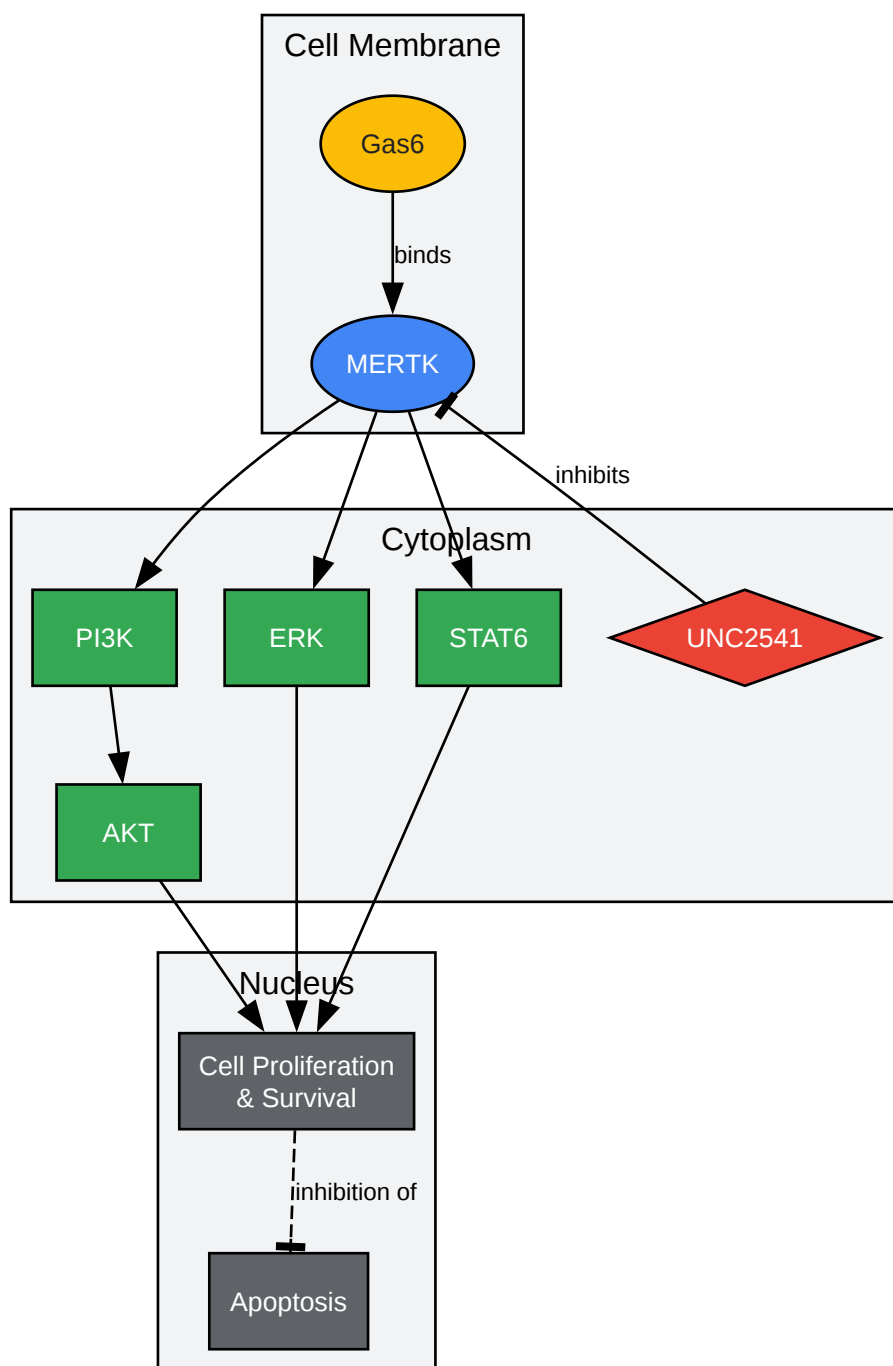 Cell Membrane
Gas6
binds
MERTK
inhibits
Cytoplasm
PI3K
ERK
STAT6
UNC2541
AKT
Nucleus
Cell Proliferation
& Survival
inhibition of
Apoptosis